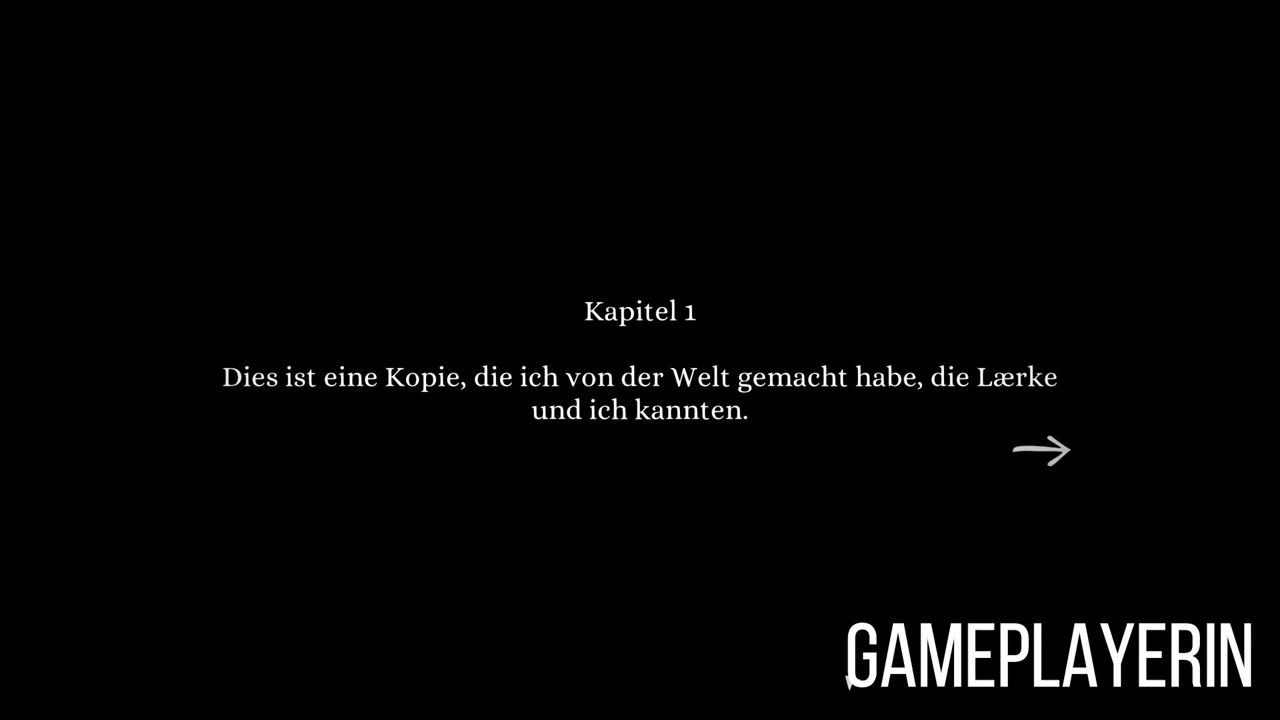 Kapitel 1
Dies ist eine Kopie, die ich von der Welt gemacht habe, die Lærke
und ich kannten.
GAMEPLAYERIN